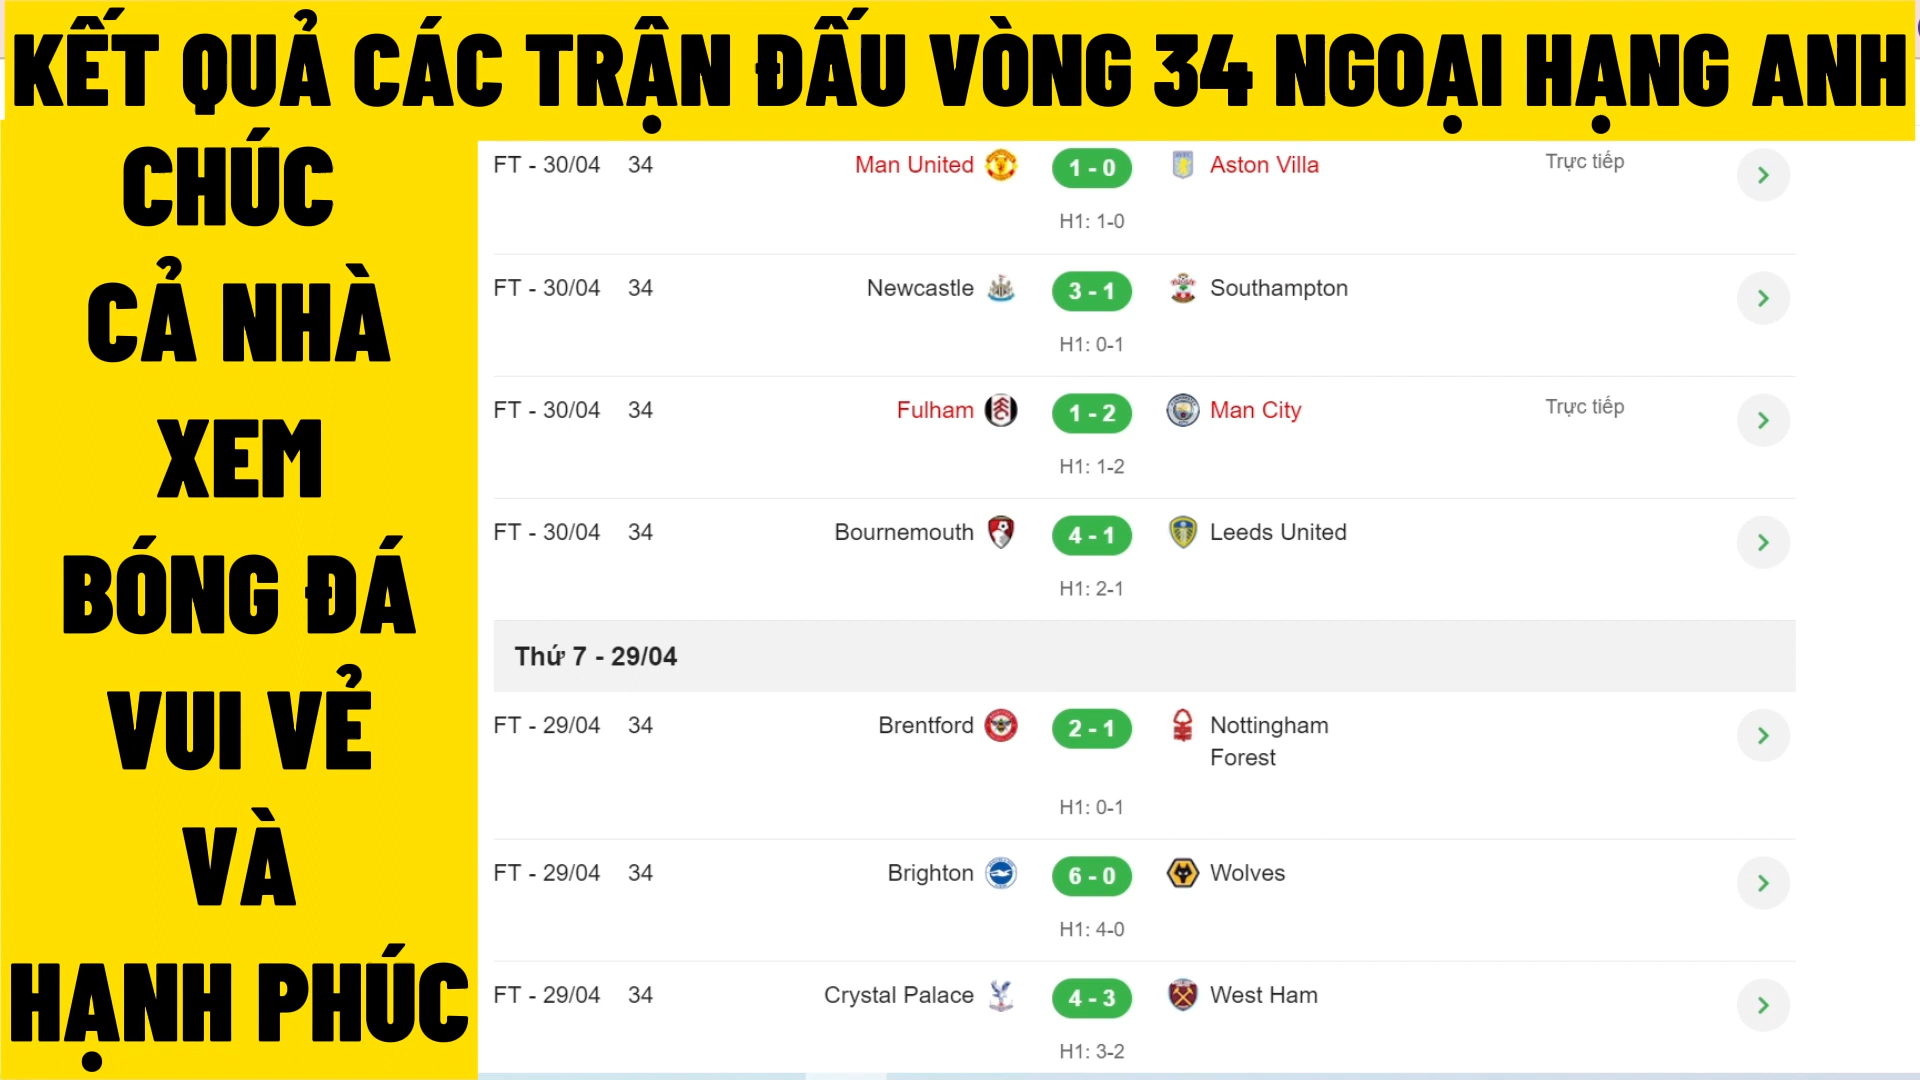 KẾT QUẢ CÁC TRẬN ĐẤU VÒNG 34 NGOẠI HẠNG ANH
CHÚC
CẢ NHÀ
XEM
BÓNG ĐÁ
VUI VẺ
VÀ
HẠNH PHÚC
FT - 30/04 34 Man United 1 - 0 Aston Villa Trực tiếp
H1: 1-0
FT - 30/04 34 Newcastle 3 - 1 Southampton
H1: 0-1
FT - 30/04 34 Fulham 1 - 2 Man City Trực tiếp
H1: 1-2
FT - 30/04 34 Bournemouth 4 - 1 Leeds United
H1: 2-1
Thứ 7 - 29/04
FT - 29/04 34 Brentford 2 - 1 Nottingham
Forest
H1: 0-1
FT - 29/04 34 Brighton 6 - 0 Wolves
H1: 4-0
FT - 29/04 34 Crystal Palace 4 - 3 West Ham
H1: 3-2